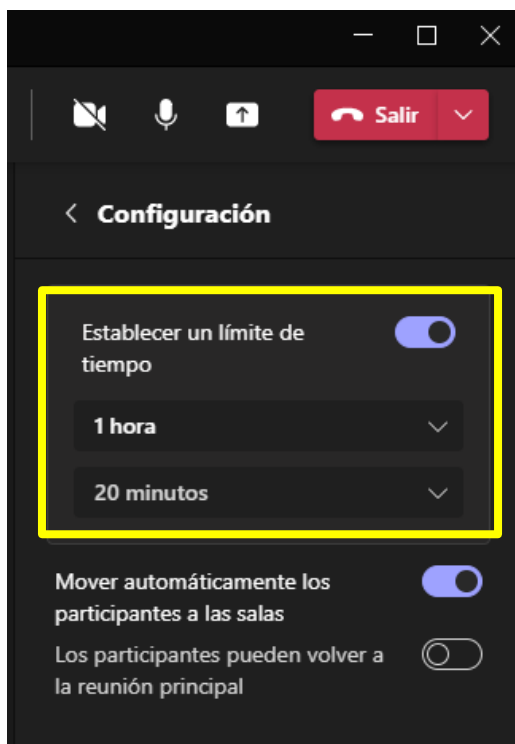 Salir
Configuración
Establecer un límite de
tiempo
1 hora
20 minutos
Mover automáticamente los
participantes a las salas
Los participantes pueden volver a
la reunión principal